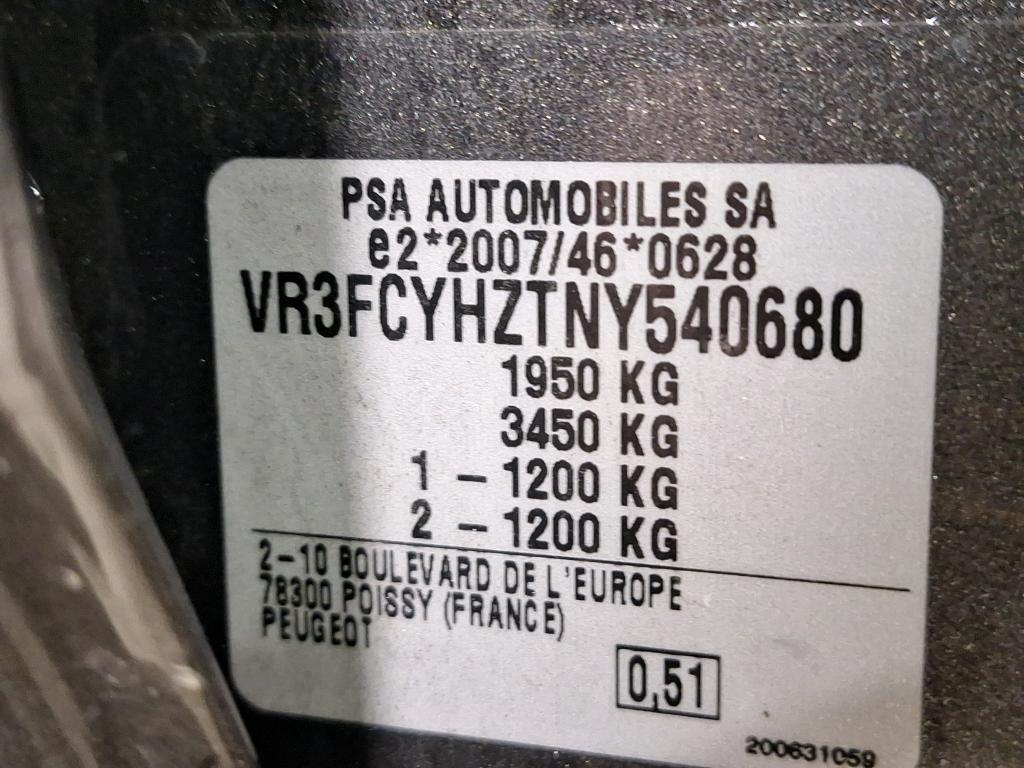 PSA AUTOMOBILES SA
e2*2007/46*0628
VR3FCYHZTNY540680
1950 KG
3450 KG
1 – 1200 KG
2 – 1200 KG
2–10 BOULEVARD DE L'EUROPE
78300 POISSY (FRANCE)
PEUGEOT
0,51
200631059